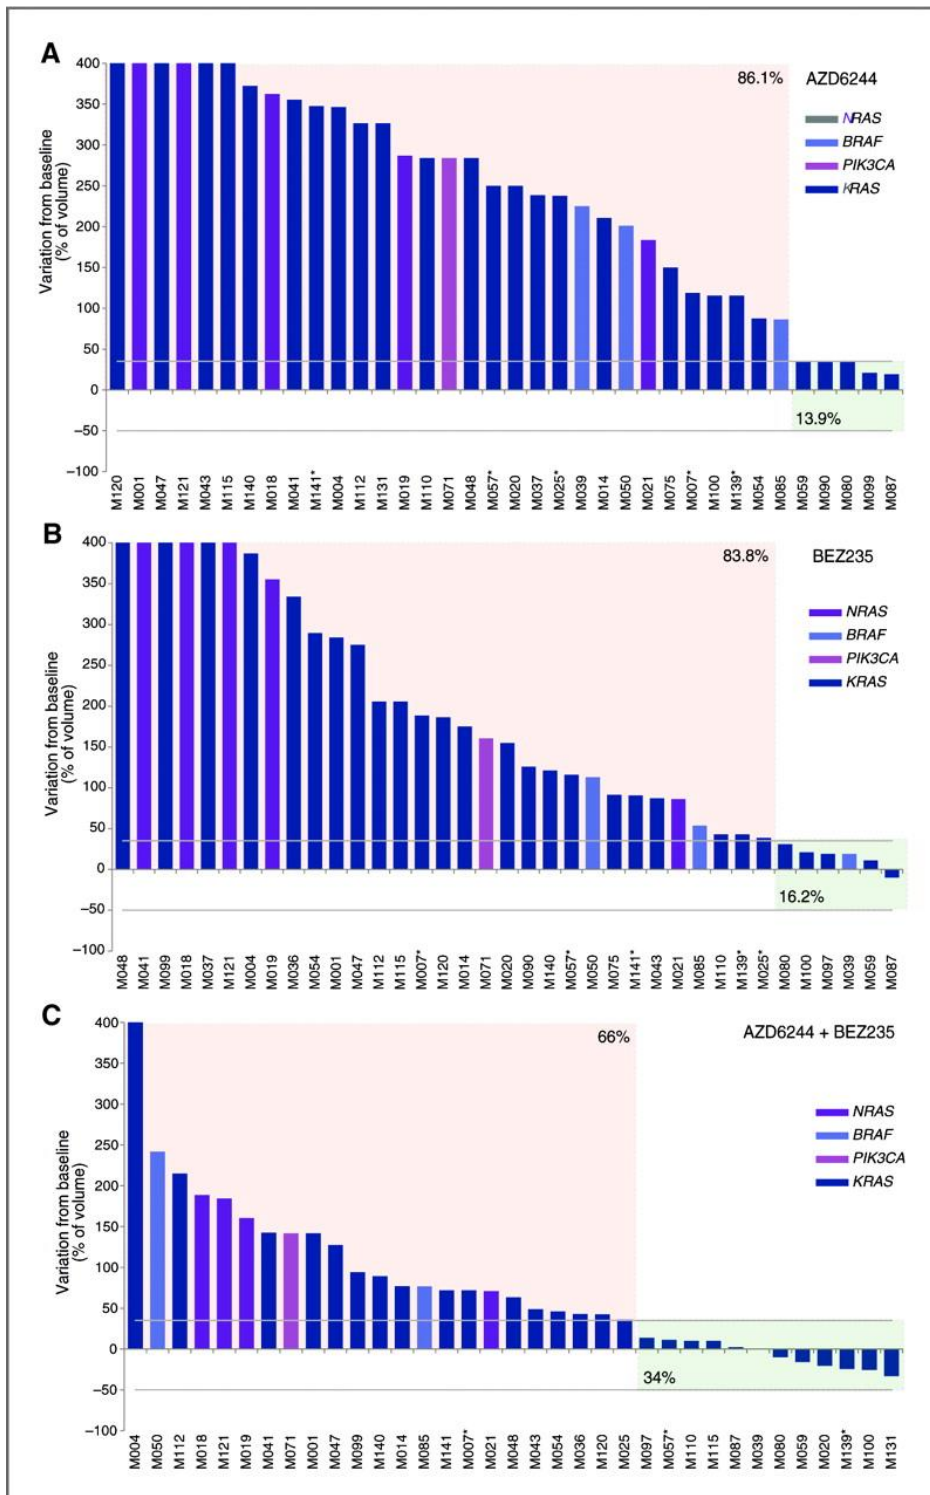 A
AZD6244
86.1%
NRAS
BRAF
PIK3CA
KRAS
Variation from baseline
(% of volume)
400
350
300
250
200
150
100
50
0
−50
−100
13.9%
M120 M001 M047 M121 M043 M115 M140 M018 M041 M141* M004 M112 M131 M019 M110 M071 M048 M057* M020 M037 M025* M039 M014 M050 M021 M075 M007* M100 M139* M054 M085 M059 M090 M080 M099 M087
B
BEZ235
83.8%
NRAS
BRAF
PIK3CA
KRAS
Variation from baseline
(% of volume)
400
350
300
250
200
150
100
50
0
−50
−100
16.2%
M048 M041 M099 M018 M037 M121 M004 M019 M036 M054 M001 M047 M112 M115 M007* M120 M014 M071 M020 M090 M140 M057* M050 M075 M141* M043 M021 M085 M110 M139* M025* M080 M100 M097 M039 M059 M087
C
AZD6244 + BEZ235
66%
NRAS
BRAF
PIK3CA
KRAS
Variation from baseline
(% of volume)
400
350
300
250
200
150
100
50
0
−50
−100
34%
M004 M050 M112 M018 M121 M019 M041 M071 M001 M047 M099 M140 M014 M085 M141 M007* M021 M048 M043 M054 M036 M120 M025 M097 M057* M110 M115 M087 M039 M080 M059 M020 M139* M100 M131